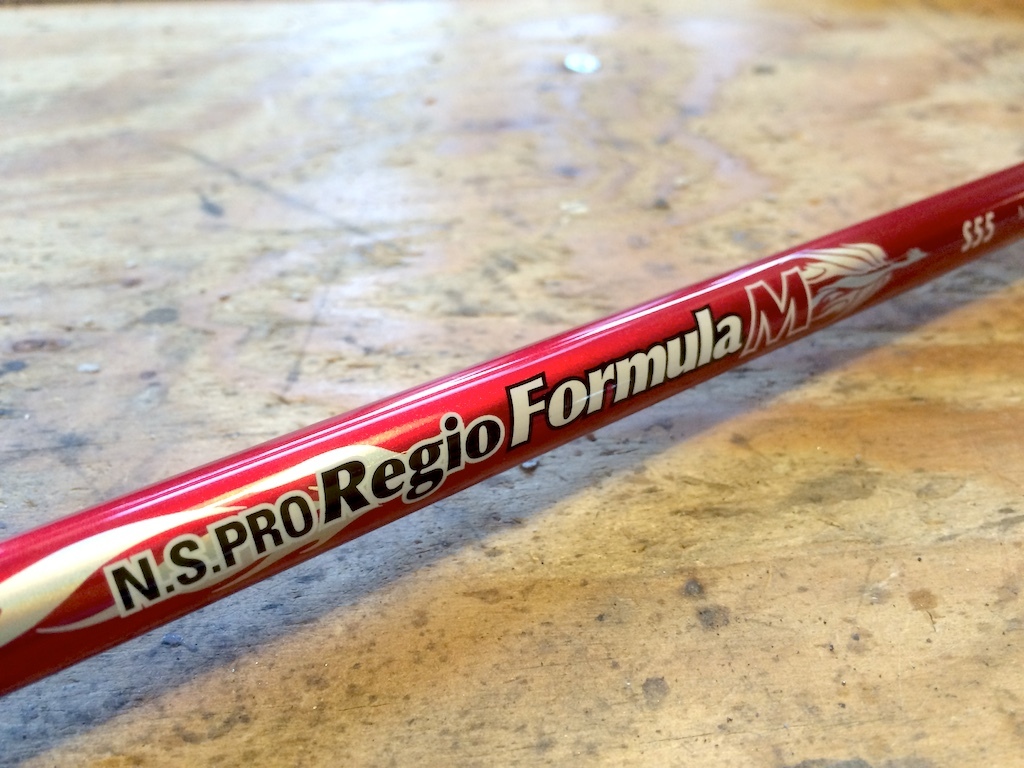 N.S.PRO Regio Formula M S55